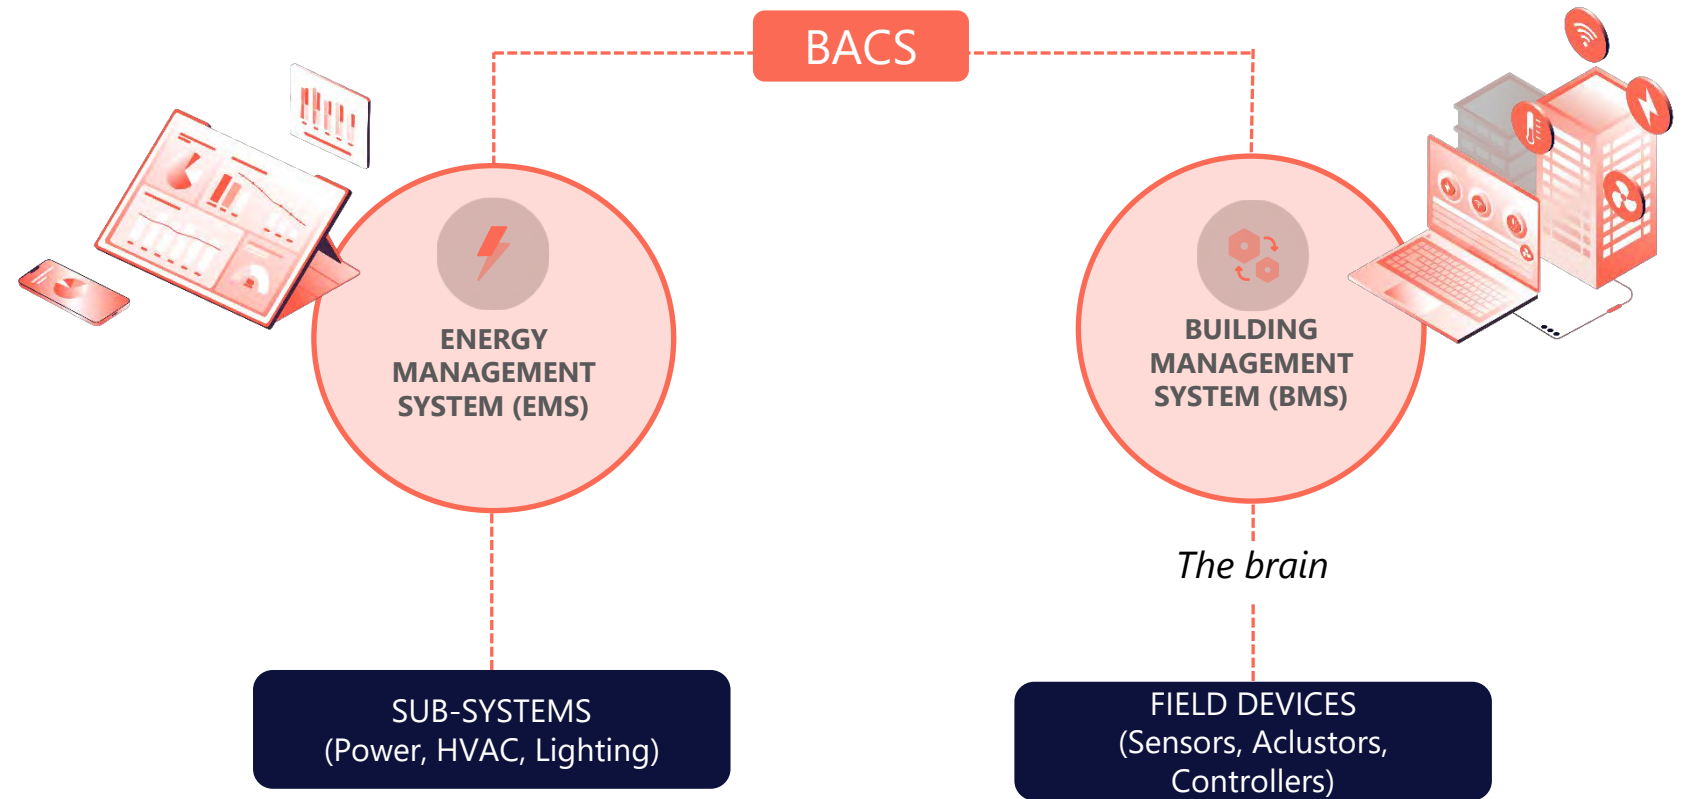 BACS
ENERGY
MANAGEMENT
SYSTEM (EMS)
BUILDING
MANAGEMENT
SYSTEM (BMS)
The brain
SUB-SYSTEMS
(Power, HVAC, Lighting)
FIELD DEVICES
(Sensors, Aclustors,
Controllers)